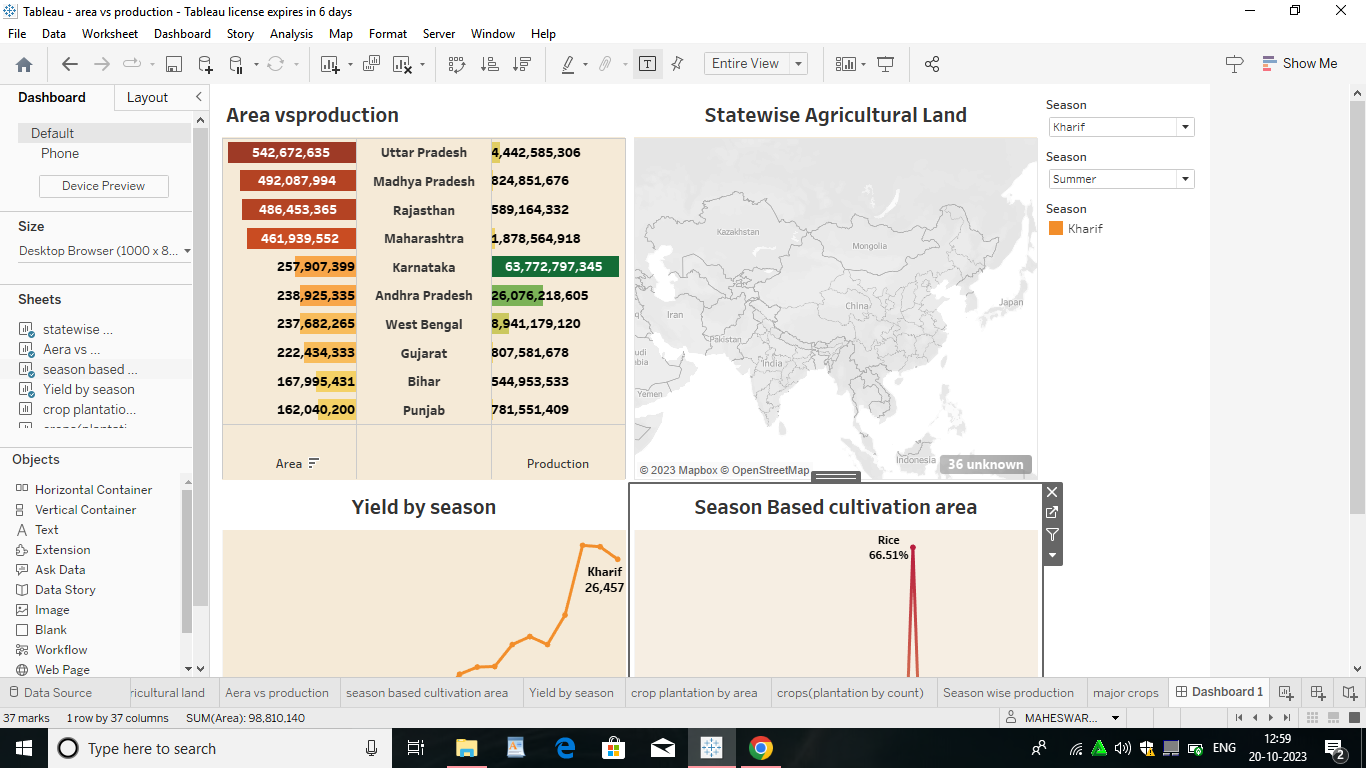 Tableau - area vs production - Tableau license expires in 6 days
File Data Worksheet Dashboard Story Analysis Map Format Server Window Help
Entire View
Show Me
Dashboard Layout
Default
Phone
Device Preview
Size
Desktop Browser (1000 x 8...
Sheets
statewise ...
Aera vs ...
season based ...
Yield by season
crop plantatio...
Objects
Horizontal Container
Vertical Container
Text
Extension
Ask Data
Data Story
Image
Blank
Workflow
Web Page
Area vsproduction
542,672,635 Uttar Pradesh 4,442,585,306
492,087,994 Madhya Pradesh 824,851,676
486,453,365 Rajasthan 589,164,332
461,939,552 Maharashtra 1,878,564,918
257,907,399 Karnataka 63,772,797,345
238,925,335 Andhra Pradesh 26,076,218,605
237,682,265 West Bengal 8,941,179,120
222,434,333 Gujarat 807,581,678
167,995,431 Bihar 544,953,533
162,040,200 Punjab 781,551,409
Area Production
Statewise Agricultural Land
Kazakhstan
Mongolia
China
Japan
Iran
Pakistan
India
Yemen
Indonesia
© 2023 Mapbox © OpenStreetMap
36 unknown
Season
Kharif
Season
Summer
Season
Kharif
Yield by season
Kharif
26,457
Season Based cultivation area
Rice
66.51%
Data Source ricultural land Aera vs production season based cultivation area Yield by season crop plantation by area crops(plantation by count) Season wise production major crops Dashboard 1
37 marks 1 row by 37 columns SUM(Area): 98,810,140
MAHESWAR...
Type here to search
ENG
12:59
20-10-2023
2